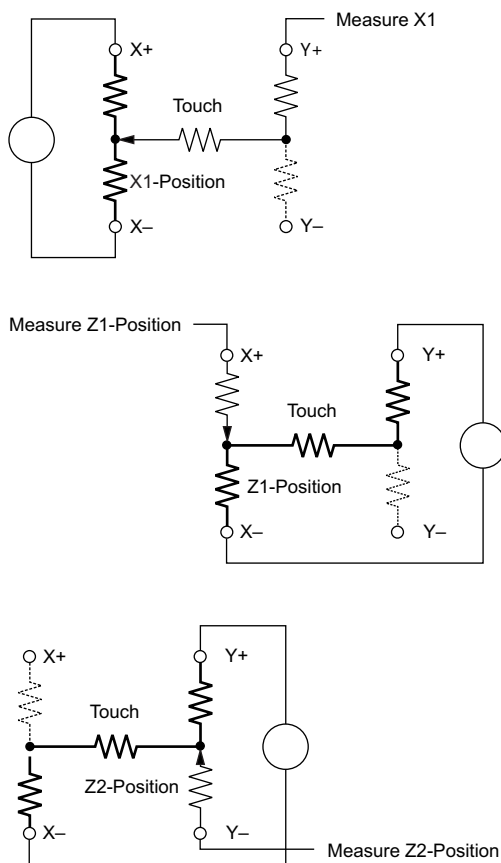 Measure X1
X+
Y+
Touch
X1-Position
X–
Y–
Measure Z1-Position
X+
Y+
Touch
Z1-Position
X–
Y–
X+
Y+
Touch
Z2-Position
X–
Y–
Measure Z2-Position